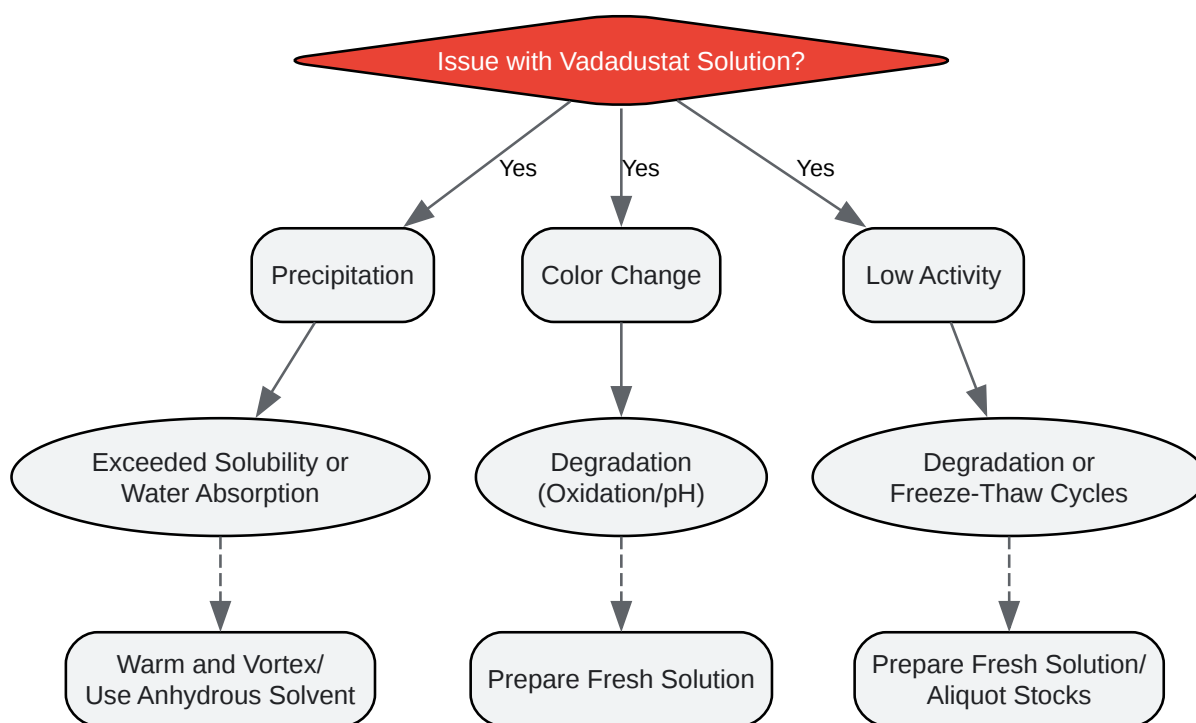 Issue with Vadadustat Solution?
Yes
Yes
Yes
Precipitation
Color Change
Low Activity
Exceeded Solubility or
Water Absorption
Degradation
(Oxidation/pH)
Degradation or
Freeze-Thaw Cycles
Warm and Vortex/
Use Anhydrous Solvent
Prepare Fresh Solution
Prepare Fresh Solution/
Aliquot Stocks